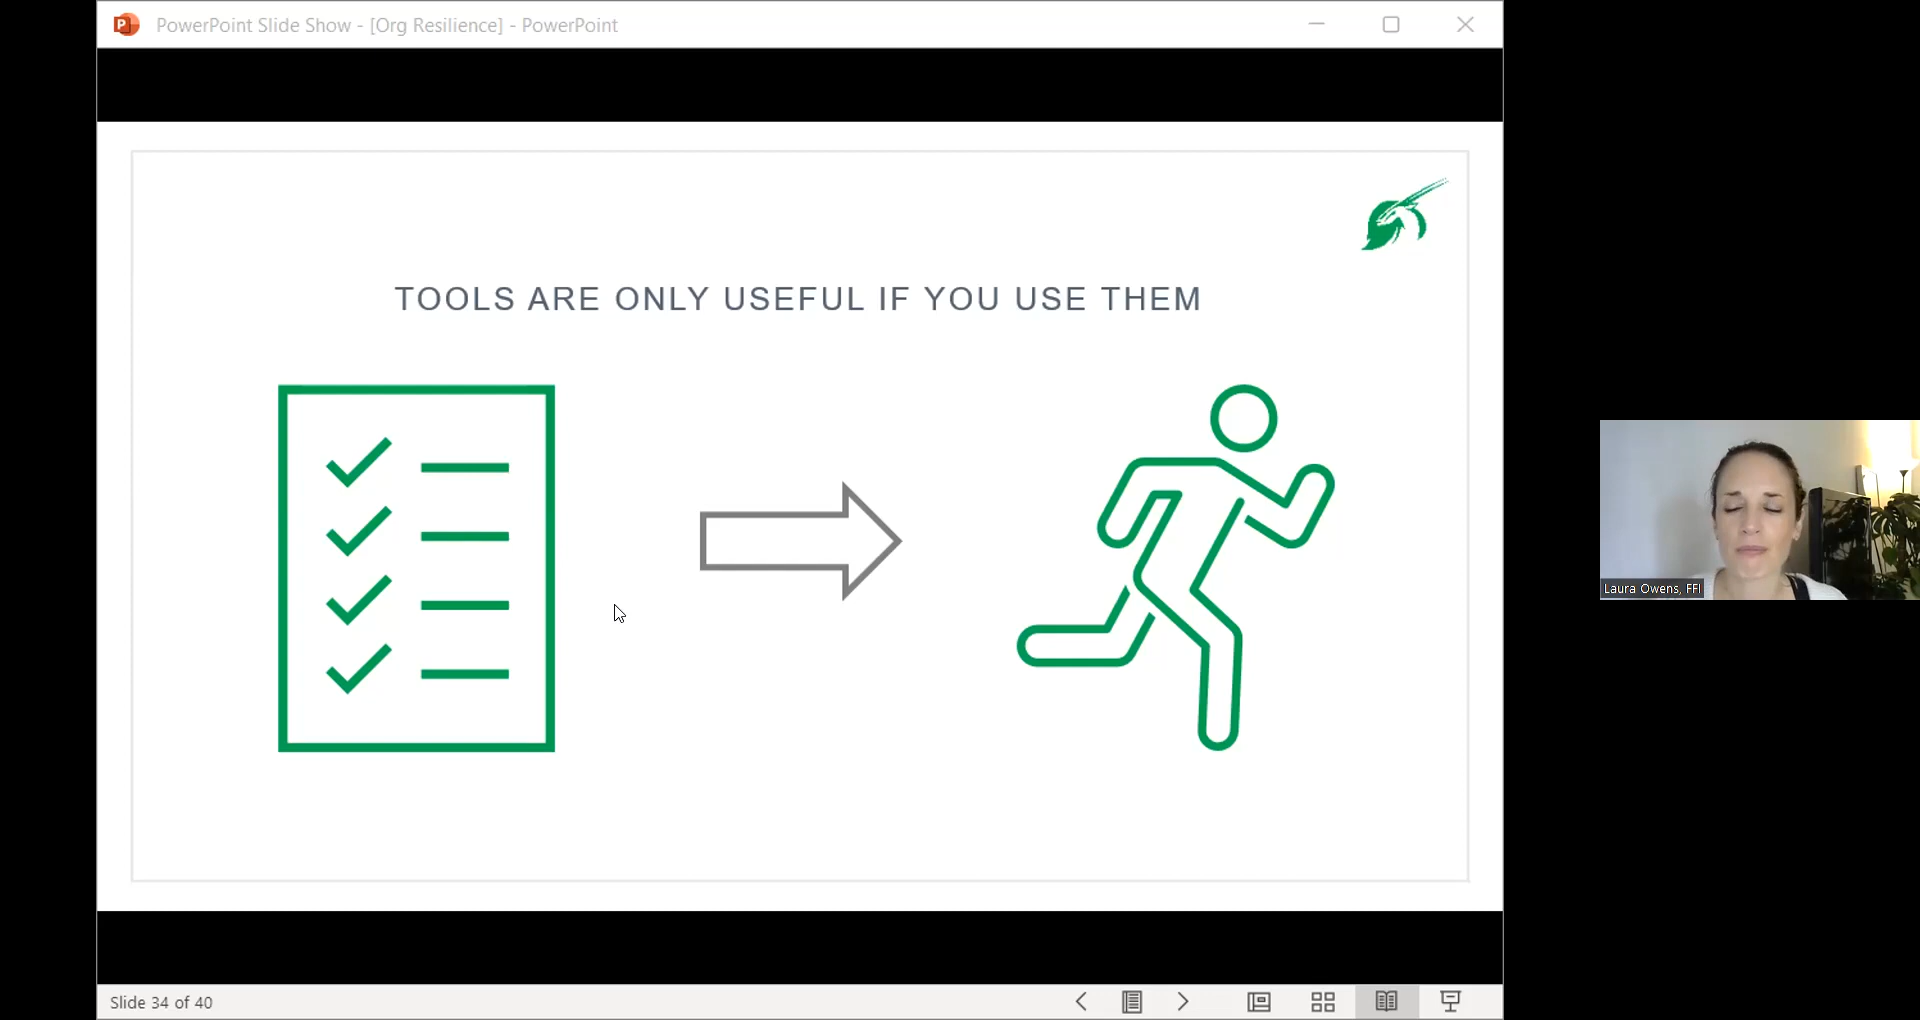 PowerPoint Slide Show - [Org Resilience] - PowerPoint
TOOLS ARE ONLY USEFUL IF YOU USE THEM
Laura Owens, FFI
Slide 34 of 40